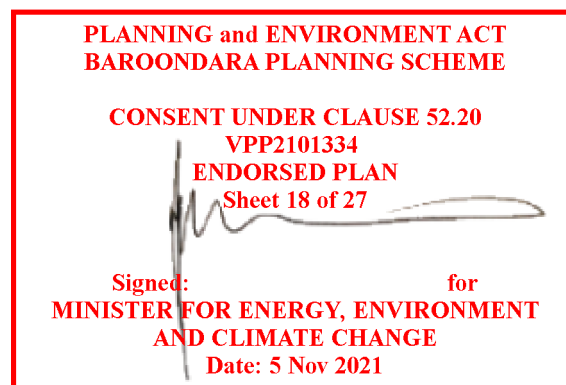 PLANNING and ENVIRONMENT ACT
BAROONDARA PLANNING SCHEME
CONSENT UNDER CLAUSE 52.20
VPP2101334
ENDORSED PLAN
Sheet 18 of 27
Signed: for
MINISTER FOR ENERGY, ENVIRONMENT
AND CLIMATE CHANGE
Date: 5 Nov 2021